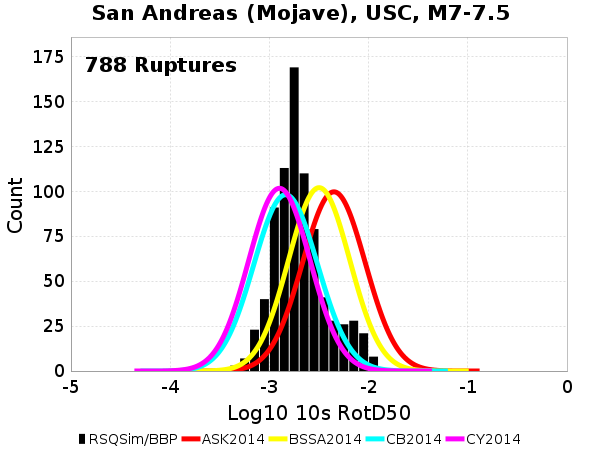 San Andreas (Mojave), USC, M7-7.5
788 Ruptures
175
150
125
100
75
50
25
0
Count
-5 -4 -3 -2 -1 0
Log10 10s RotD50
RSQSim/BBP ASK2014 BSSA2014 CB2014 CY2014